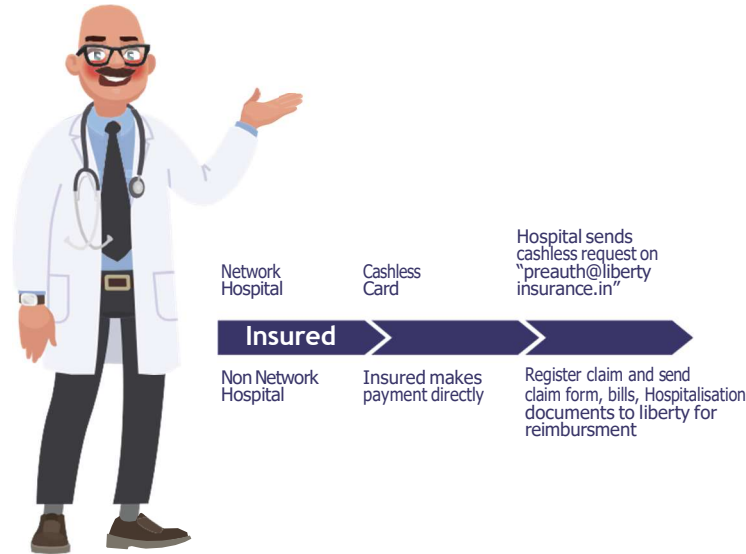 Network
Hospital
Cashless
Card
Hospital sends
cashless request on
“preauth@liberty
insurance.in”
Insured
Non Network
Hospital
Insured makes
payment directly
Register claim and send
claim form, bills, Hospitalisation
documents to liberty for
reimbursment